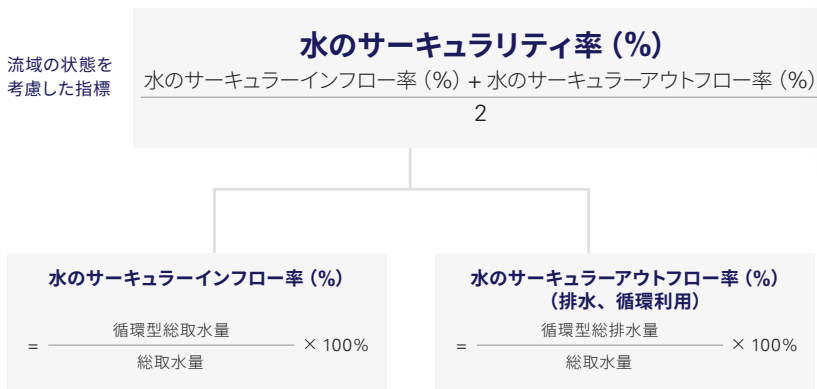 流域の状態を
考慮した指標
水のサーキュラリティ率（%）
水のサーキュラーインフロー率（%）+ 水のサーキュラーアウトフロー率（%）
2
水のサーキュラーインフロー率（%）
= 循環型総取水量 × 100%
総取水量
水のサーキュラーアウトフロー率（%）
（排水、循環利用）
= 循環型総排水量 × 100%
総取水量